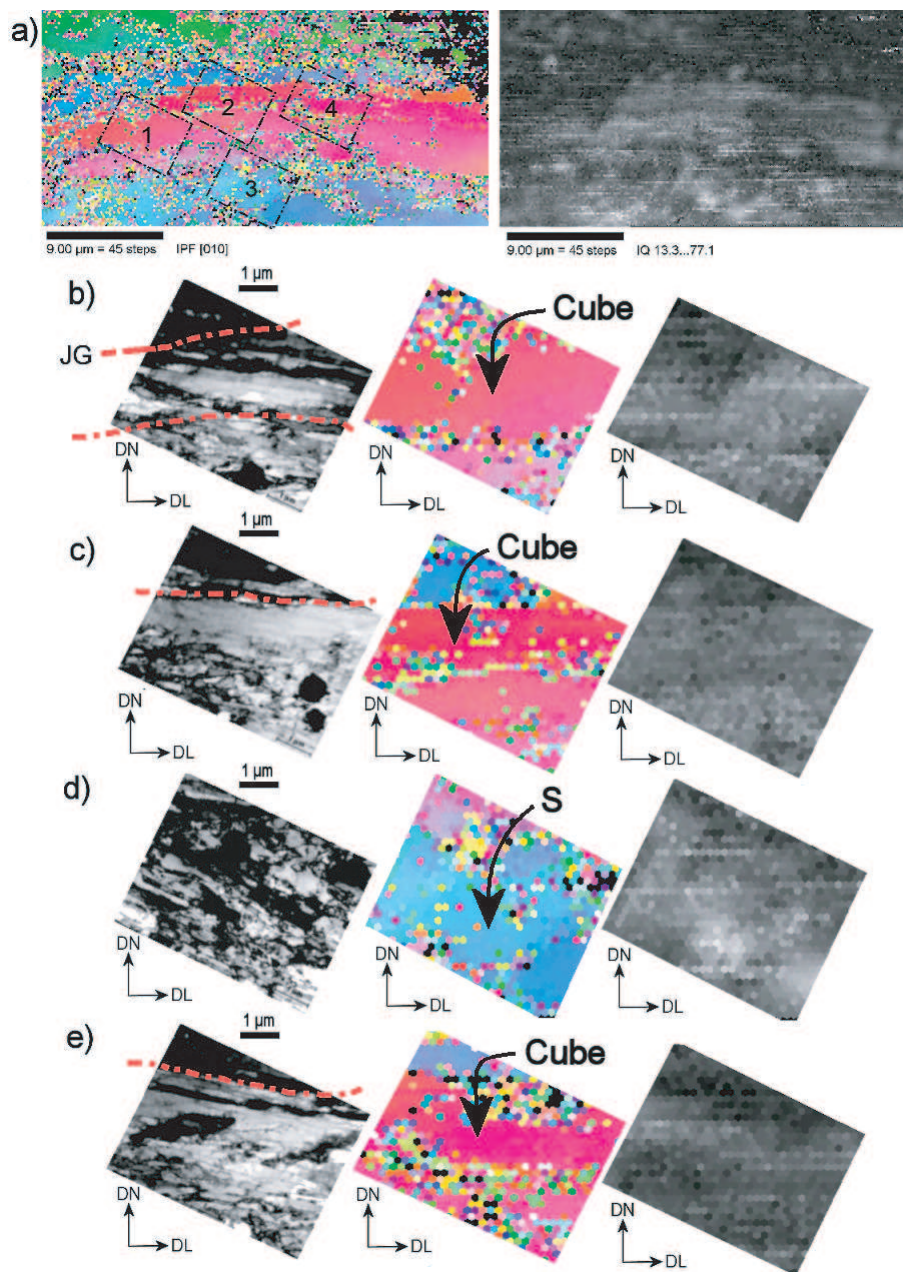 a)
1
2
3
4
9.00 µm = 45 steps IPF [010]
9.00 µm = 45 steps IQ 13.3...77.1
b)
1 µm
JG
Cube
DN
DL
DN
DL
DN
DL
c)
1 µm
Cube
DN
DL
DN
DL
DN
DL
d)
1 µm
S
DN
DL
DN
DL
DN
DL
e)
1 µm
Cube
DN
DL
DN
DL
DN
DL